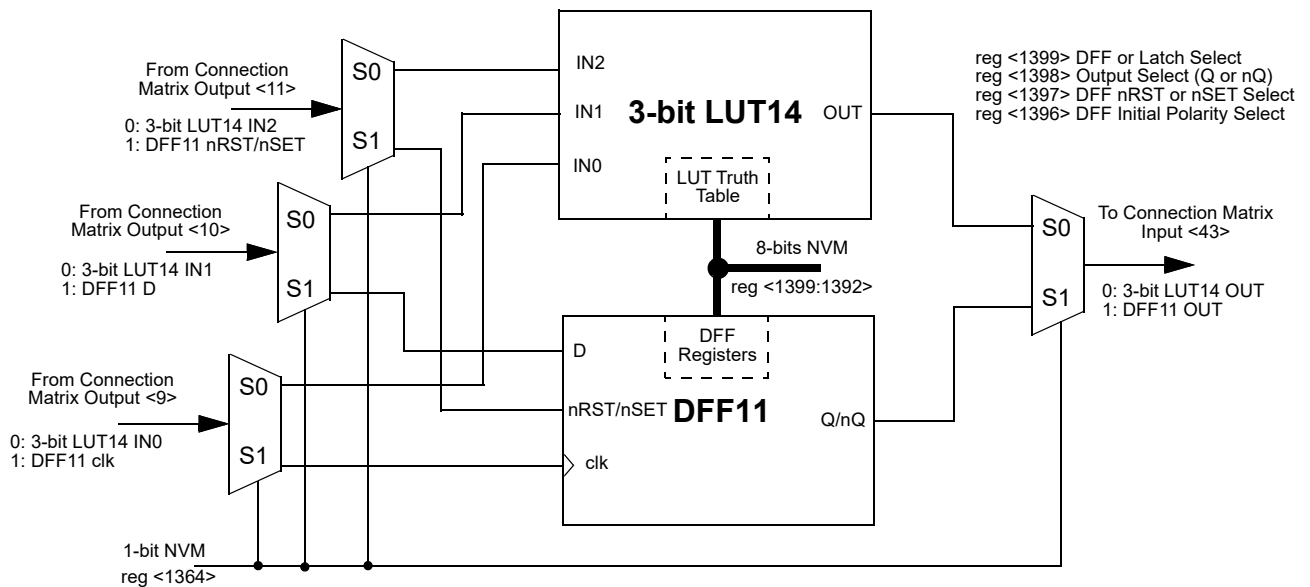 From Connection
Matrix Output <11>
0: 3-bit LUT14 IN2
1: DFF11 nRST/nSET
S0
S1
From Connection
Matrix Output <10>
0: 3-bit LUT14 IN1
1: DFF11 D
S0
S1
From Connection
Matrix Output <9>
0: 3-bit LUT14 IN0
1: DFF11 clk
S0
S1
1-bit NVM
reg <1364>
IN2
IN1
IN0
3-bit LUT14
OUT
LUT Truth
Table
8-bits NVM
reg <1399:1392>
DFF
Registers
D
nRST/nSET
clk
DFF11
Q/nQ
reg <1399> DFF or Latch Select
reg <1398> Output Select (Q or nQ)
reg <1397> DFF nRST or nSET Select
reg <1396> DFF Initial Polarity Select
S0
S1
To Connection Matrix
Input <43>
0: 3-bit LUT14 OUT
1: DFF11 OUT